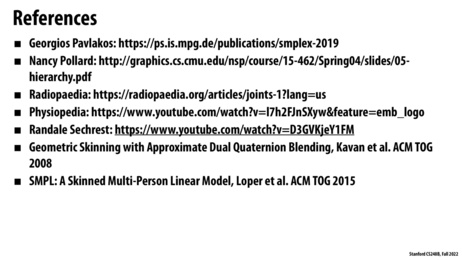 References
■ Georgios Pavlakos: https://ps.is.mpg.de/publications/smplex-2019
■ Nancy Pollard: http://graphics.cs.cmu.edu/nsp/course/15-462/Spring04/slides/05-
hierarchy.pdf
■ Radiopaedia: https://radiopaedia.org/articles/joints-1?lang=us
■ Physiopedia: https://www.youtube.com/watch?v=I7h2FJnSXyw&feature=emb_logo
■ Randale Sechrest: https://www.youtube.com/watch?v=D3GVKjeY1FM
■ Geometric Skinning with Approximate Dual Quaternion Blending, Kavan et al. ACM TOG
2008
■ SMPL: A Skinned Multi-Person Linear Model, Loper et al. ACM TOG 2015
Stanford CS248B, Fall 2022